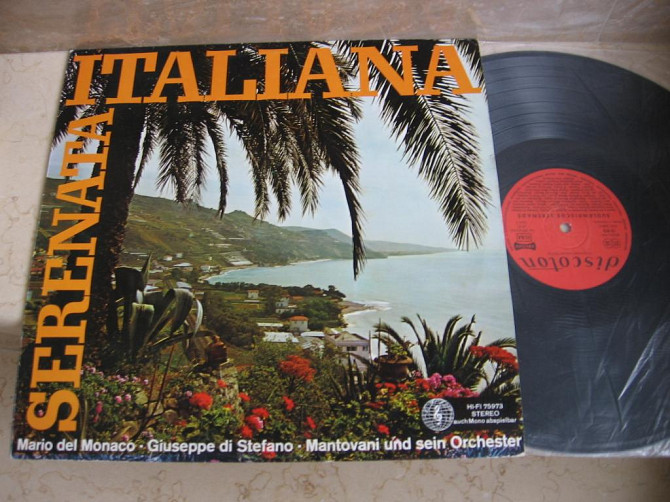 SERENATA
ITALIANA
HI-FI 75973
STEREO
auch Mono abspielbar
Mario del Monaco · Giuseppe di Stefano · Mantovani und sein Orchester
discoton